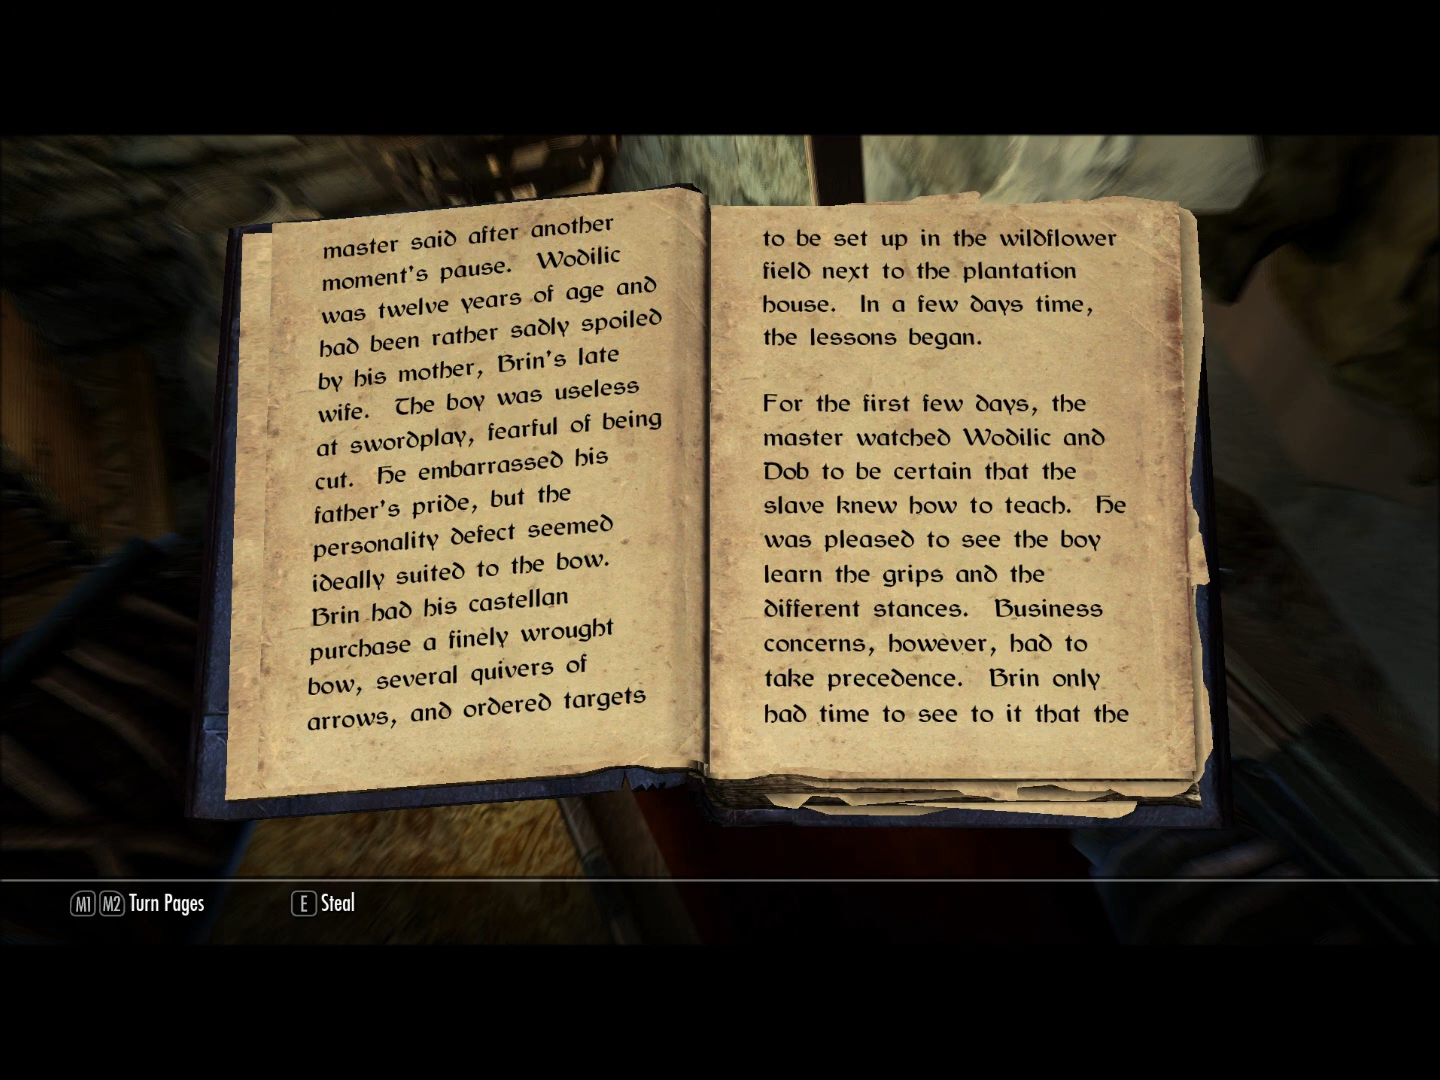 master said after another
moment's pause.  Wodilic
was twelve years of age and
had been rather sadly spoiled
by his mother, Brin's late
wife.  The boy was useless
at swordplay, fearful of being
cut.  He embarrassed his
father's pride, but the
personality defect seemed
ideally suited to the bow.
Brin had his castellan
purchase a finely wrought
bow, several quivers of
arrows, and ordered targets
to be set up in the wildflower
field next to the plantation
house.  In a few days time,
the lessons began.
For the first few days, the
master watched Wodilic and
Dob to be certain that the
slave knew how to teach.  He
was pleased to see the boy
learn the grips and the
different stances.  Business
concerns, however, had to
take precedence.  Brin only
had time to see to it that the
M1 M2 Turn Pages
E Steal